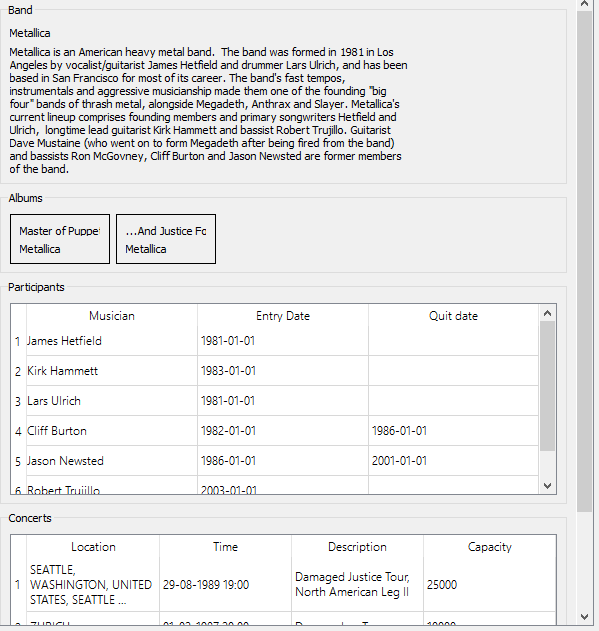 Band
Metallica
Metallica is an American heavy metal band.  The band was formed in 1981 in Los
Angeles by vocalist/guitarist James Hetfield and drummer Lars Ulrich, and has been
based in San Francisco for most of its career. The band's fast tempos,
instrumentals and aggressive musicianship made them one of the founding "big
four" bands of thrash metal, alongside Megadeth, Anthrax and Slayer. Metallica's
current lineup comprises founding members and primary songwriters Hetfield and
Ulrich,  longtime lead guitarist Kirk Hammett and bassist Robert Trujillo. Guitarist
Dave Mustaine (who went on to form Megadeth after being fired from the band)
and bassists Ron McGovney, Cliff Burton and Jason Newsted are former members
of the band.
Albums
Master of Puppet ...And Justice Fo
Metallica Metallica
Participants
Musician Entry Date Quit date
1 James Hetfield 1981-01-01
2 Kirk Hammett 1983-01-01
3 Lars Ulrich 1981-01-01
4 Cliff Burton 1982-01-01 1986-01-01
5 Jason Newsted 1986-01-01 2001-01-01
6 Robert Trujillo 2003-01-01
Concerts
Location Time Description Capacity
SEATTLE,
1 WASHINGTON, UNITED 29-08-1989 19:00 Damaged Justice Tour, 25000
STATES, SEATTLE ... North American Leg II
ZURICH